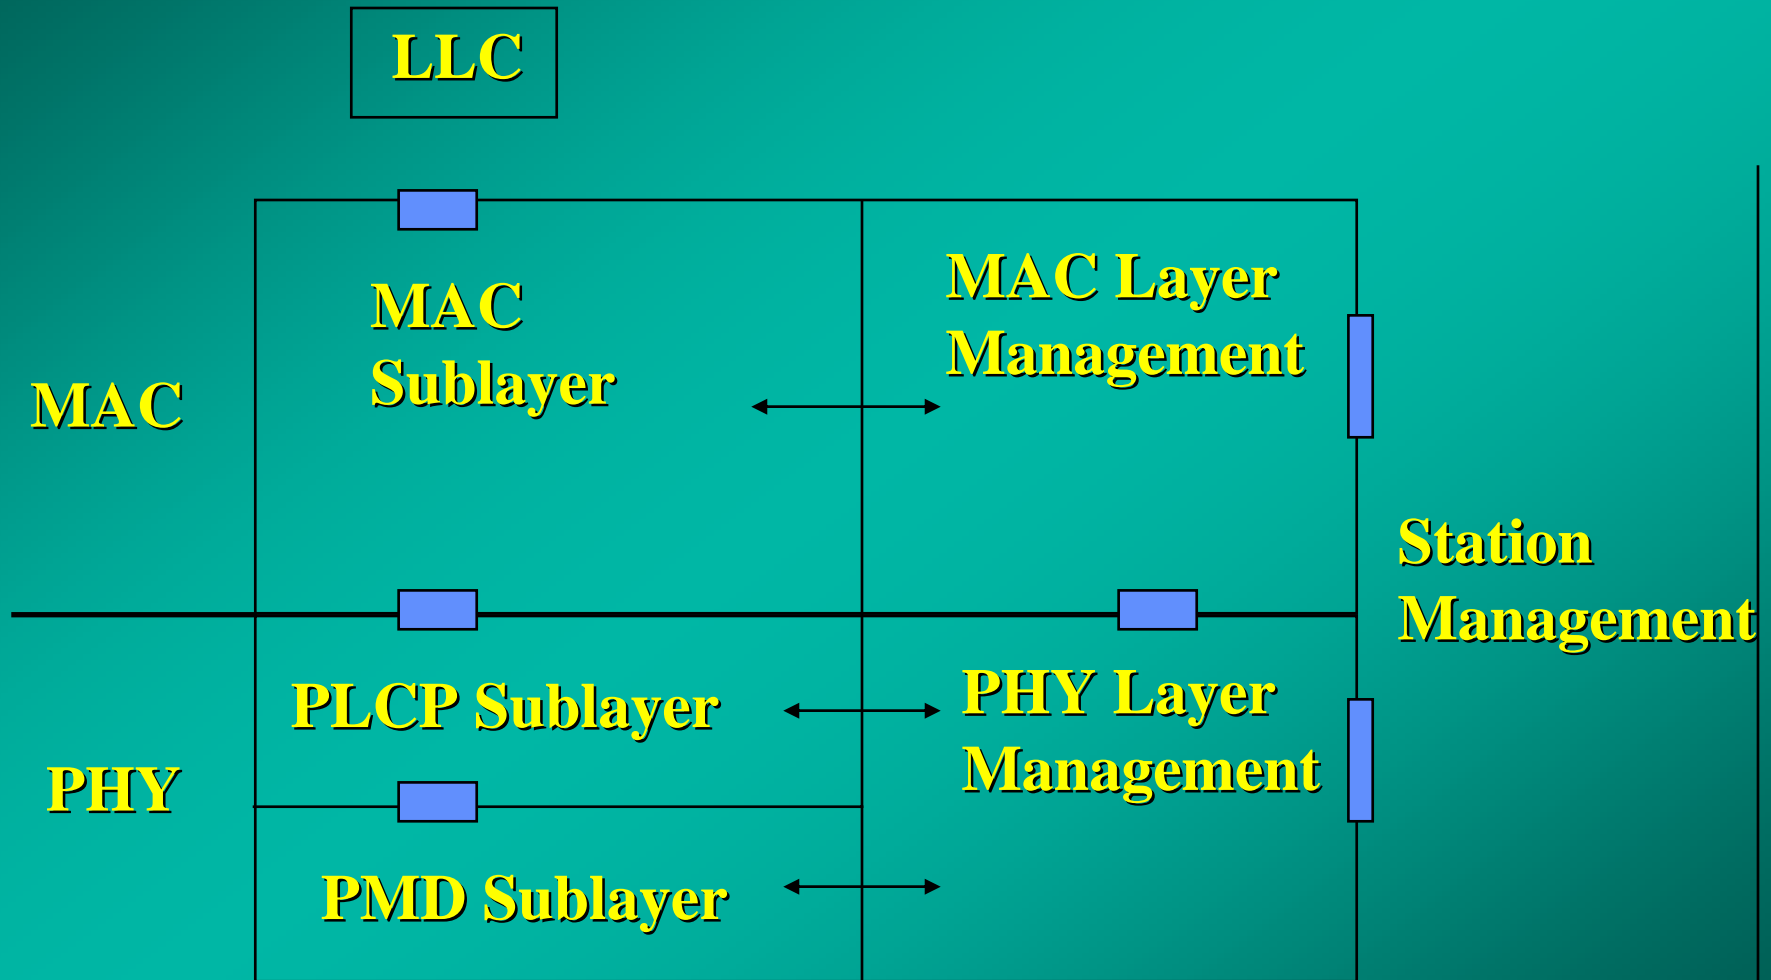 LLC
MAC
Sublayer
MAC Layer
Management
MAC
Station
Management
PLCP Sublayer
PHY Layer
Management
PHY
PMD Sublayer